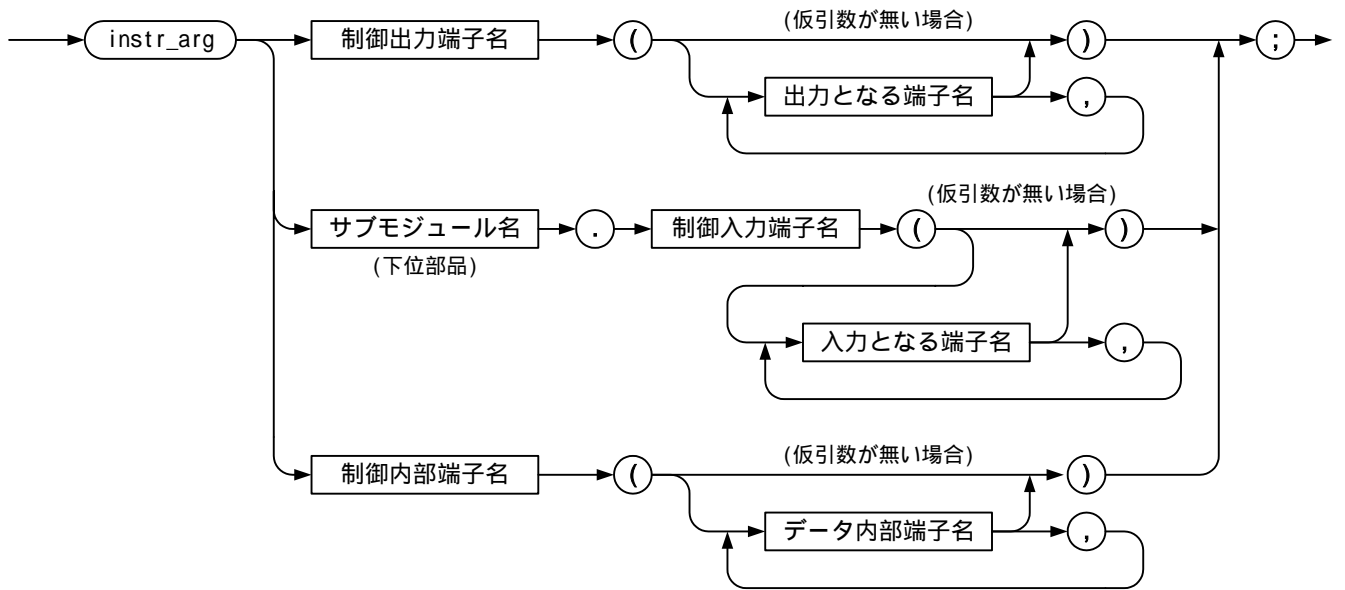 (仮引数が無い場合)
instr_arg 制御出力端子名 ( ) ;
出力となる端子名 ,
(仮引数が無い場合)
サブモジュール名 . 制御入力端子名 ( )
(下位部品)
入力となる端子名 ,
(仮引数が無い場合)
制御内部端子名 ( )
データ内部端子名 ,